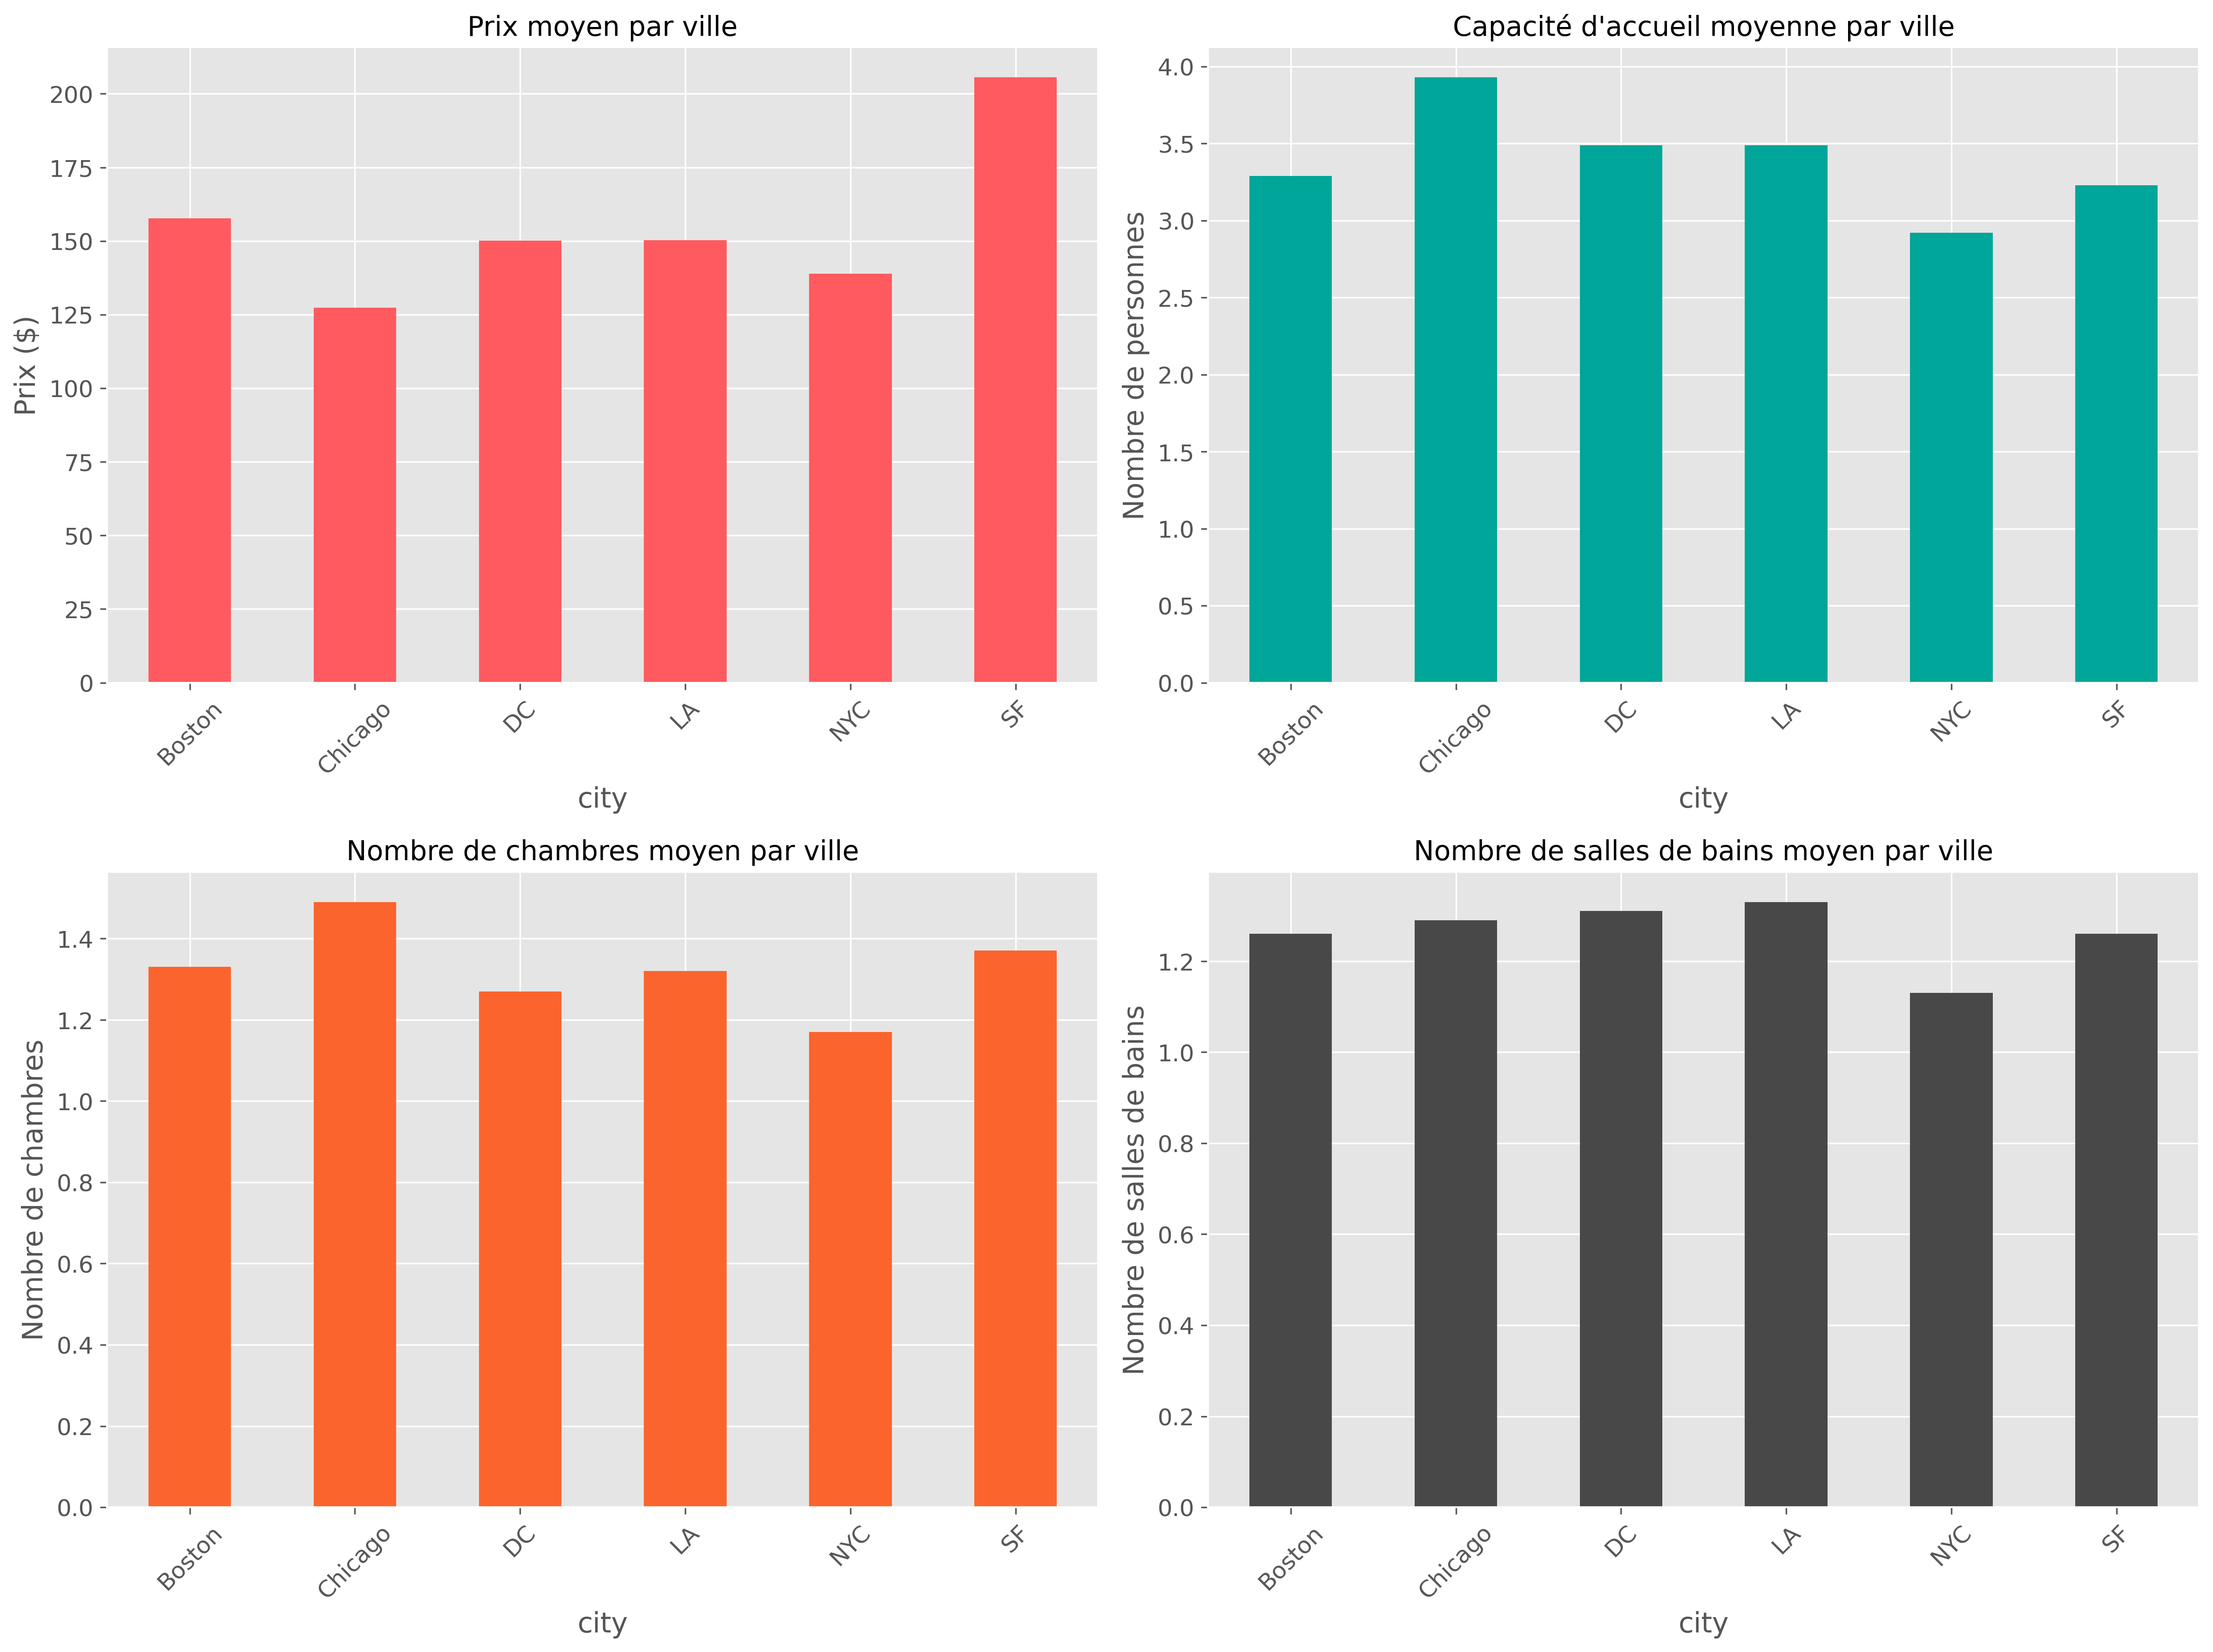 Prix moyen par ville
200
175
150
125
100
75
50
25
0
Prix ($)
Boston
Chicago
DC
LA
NYC
SF
city
Capacité d'accueil moyenne par ville
4.0
3.5
3.0
2.5
2.0
1.5
1.0
0.5
0.0
Nombre de personnes
Boston
Chicago
DC
LA
NYC
SF
city
Nombre de chambres moyen par ville
1.4
1.2
1.0
0.8
0.6
0.4
0.2
0.0
Nombre de chambres
Boston
Chicago
DC
LA
NYC
SF
city
Nombre de salles de bains moyen par ville
1.2
1.0
0.8
0.6
0.4
0.2
0.0
Nombre de salles de bains
Boston
Chicago
DC
LA
NYC
SF
city